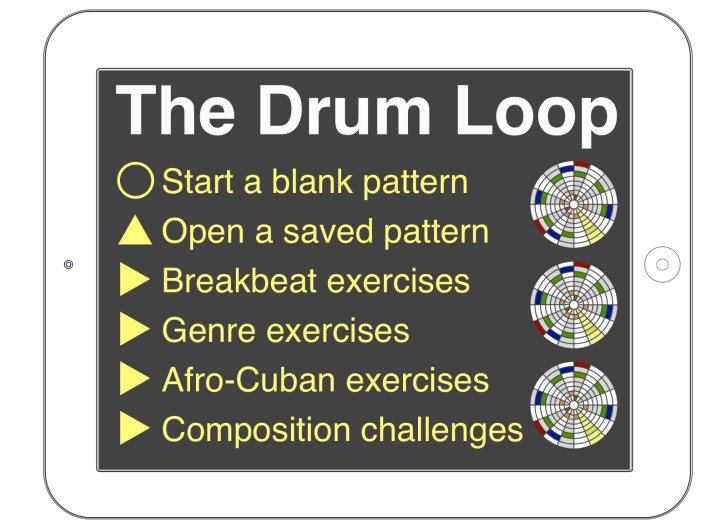 The Drum Loop
Start a blank pattern
Open a saved pattern
Breakbeat exercises
Genre exercises
Afro-Cuban exercises
Composition challenges